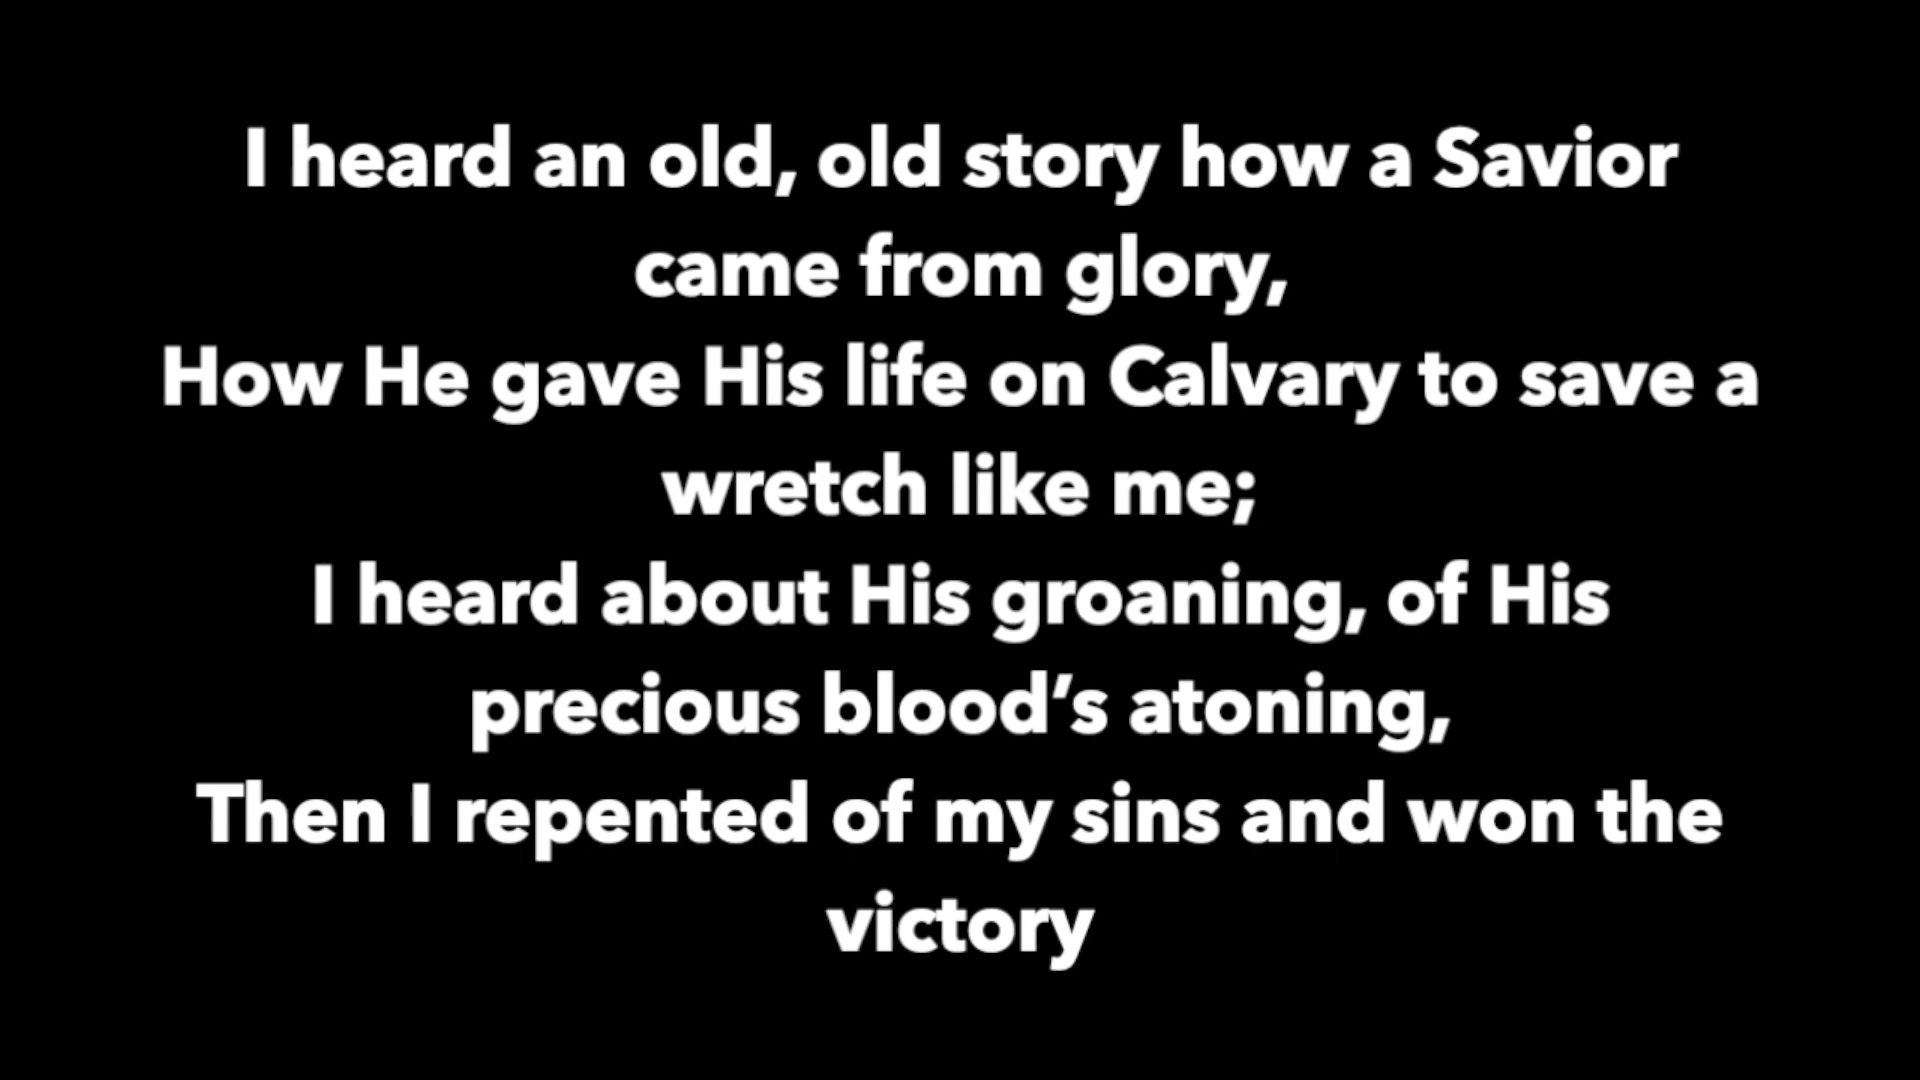 I heard an old, old story how a Savior
came from glory,
How He gave His life on Calvary to save a
wretch like me;
I heard about His groaning, of His
precious blood’s atoning,
Then I repented of my sins and won the
victory